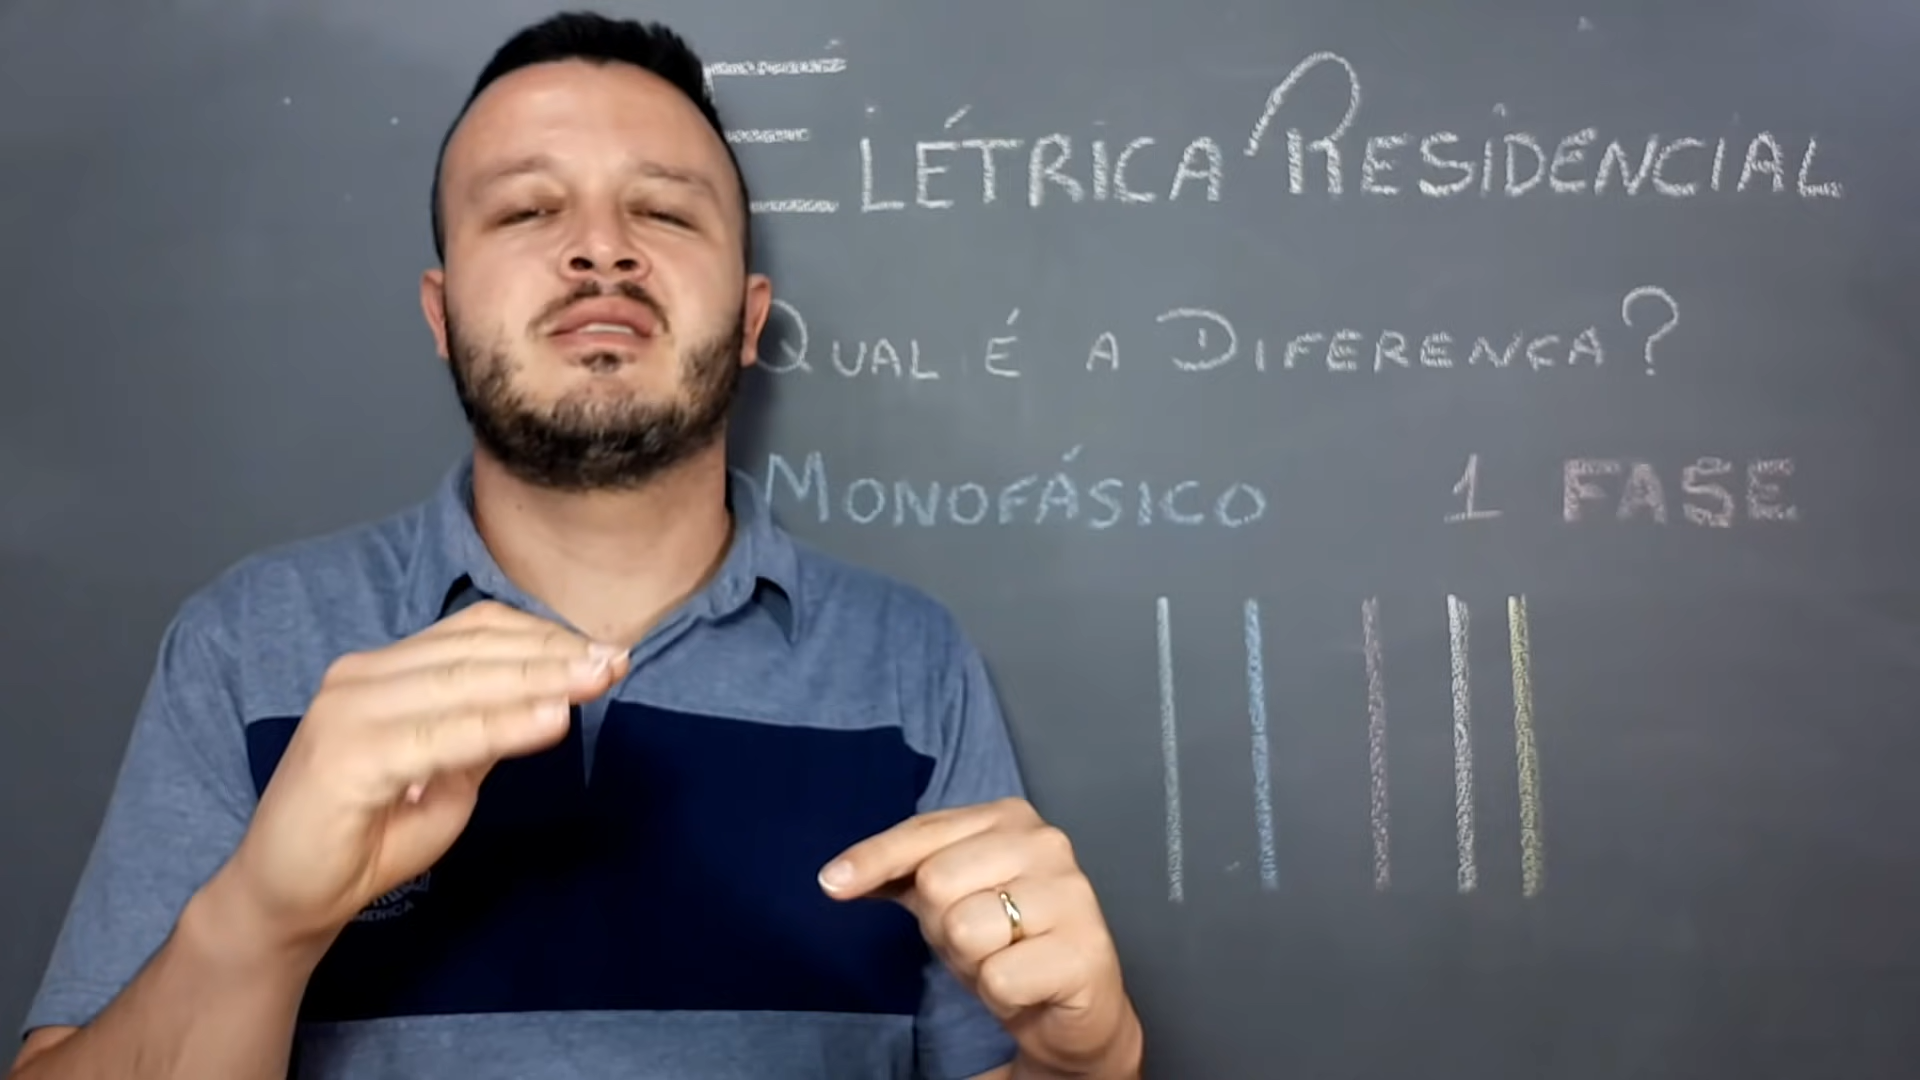 ELÉTRICA RESIDENCIAL
QUAL É A DIFERENÇA?
MONOFÁSICO 1 FASE